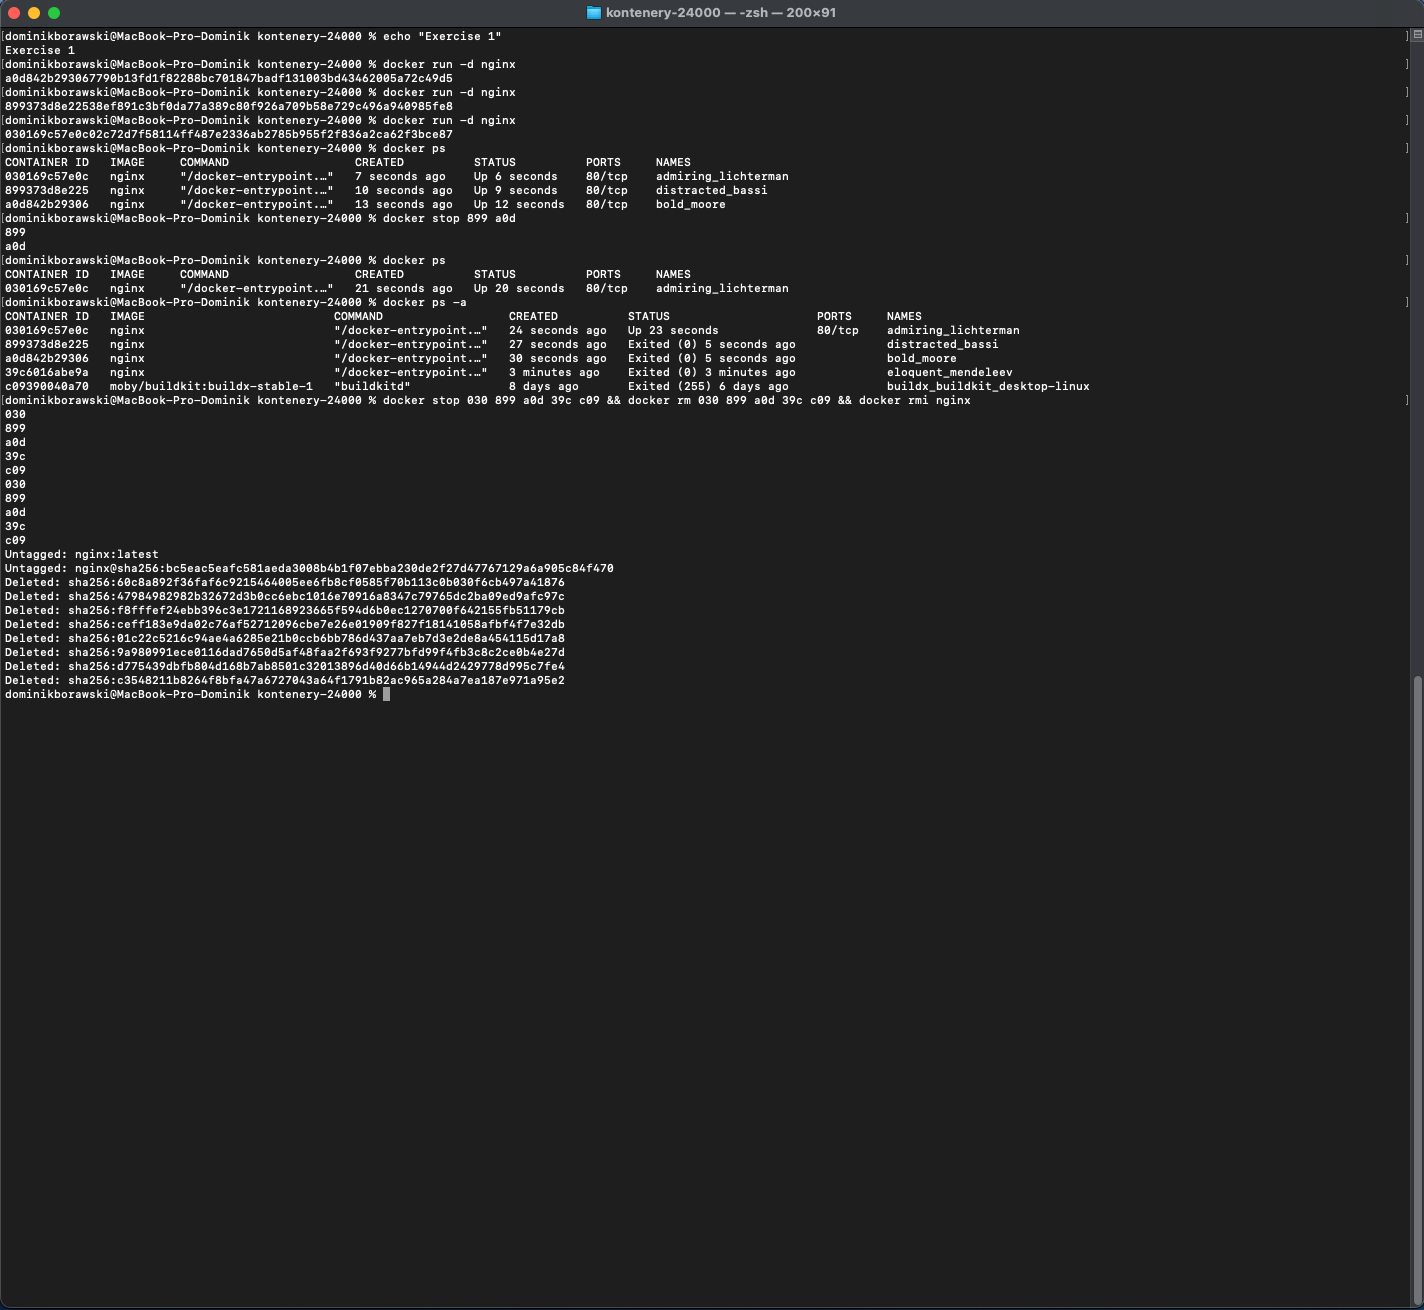 kontenery-24000 — -zsh — 200×91
[dominikborawski@MacBook-Pro-Dominik kontenery-24000 % echo "Exercise 1" ]
Exercise 1
[dominikborawski@MacBook-Pro-Dominik kontenery-24000 % docker run -d nginx ]
a0d842b293067790b13fd1f82288bc701847badf131003bd43462005a72c49d5
[dominikborawski@MacBook-Pro-Dominik kontenery-24000 % docker run -d nginx ]
899373d8e22538ef891c3bf0da77a389c80f926a709b58e729c496a940985fe8
[dominikborawski@MacBook-Pro-Dominik kontenery-24000 % docker run -d nginx ]
030169c57e0c02c72d7f58114ff487e2336ab2785b955f2f836a2ca62f3bce87
[dominikborawski@MacBook-Pro-Dominik kontenery-24000 % docker ps ]
CONTAINER ID IMAGE COMMAND CREATED STATUS PORTS NAMES
030169c57e0c nginx "/docker-entrypoint.…" 7 seconds ago Up 6 seconds 80/tcp admiring_lichterman
899373d8e225 nginx "/docker-entrypoint.…" 10 seconds ago Up 9 seconds 80/tcp distracted_bassi
a0d842b29306 nginx "/docker-entrypoint.…" 13 seconds ago Up 12 seconds 80/tcp bold_moore
[dominikborawski@MacBook-Pro-Dominik kontenery-24000 % docker stop 899 a0d ]
899
a0d
[dominikborawski@MacBook-Pro-Dominik kontenery-24000 % docker ps ]
CONTAINER ID IMAGE COMMAND CREATED STATUS PORTS NAMES
030169c57e0c nginx "/docker-entrypoint.…" 21 seconds ago Up 20 seconds 80/tcp admiring_lichterman
[dominikborawski@MacBook-Pro-Dominik kontenery-24000 % docker ps -a ]
CONTAINER ID IMAGE COMMAND CREATED STATUS PORTS NAMES
030169c57e0c nginx "/docker-entrypoint.…" 24 seconds ago Up 23 seconds 80/tcp admiring_lichterman
899373d8e225 nginx "/docker-entrypoint.…" 27 seconds ago Exited (0) 5 seconds ago distracted_bassi
a0d842b29306 nginx "/docker-entrypoint.…" 30 seconds ago Exited (0) 5 seconds ago bold_moore
39c6016abe9a nginx "/docker-entrypoint.…" 3 minutes ago Exited (0) 3 minutes ago eloquent_mendeleev
c09390040a70 moby/buildkit:buildx-stable-1 "buildkitd" 8 days ago Exited (255) 6 days ago buildx_buildkit_desktop-linux
[dominikborawski@MacBook-Pro-Dominik kontenery-24000 % docker stop 030 899 a0d 39c c09 && docker rm 030 899 a0d 39c c09 && docker rmi nginx ]
030
899
a0d
39c
c09
030
899
a0d
39c
c09
Untagged: nginx:latest
Untagged: nginx@sha256:bc5eac5eafc581aeda3008b4b1f07ebba230de2f27d47767129a6a905c84f470
Deleted: sha256:60c8a892f36faf6c9215464005ee6fb8cf0585f70b113c0b030f6cb497a41876
Deleted: sha256:47984982982b32672d3b0cc6ebc1016e70916a8347c79765dc2ba09ed9afc97c
Deleted: sha256:f8fffef24ebb396c3e1721168923665f594d6b0ec1270700f642155fb51179cb
Deleted: sha256:ceff183e9da02c76af52712096cbe7e26e01909f827f18141058afbf4f7e32db
Deleted: sha256:01c22c5216c94ae4a6285e21b0ccb6bb786d437aa7eb7d3e2de8a454115d17a8
Deleted: sha256:9a980991ece0116dad7650d5af48faa2f693f9277bfd99f4fb3c8c2ce0b4e27d
Deleted: sha256:d775439dbfb804d168b7ab8501c32013896d40d66b14944d2429778d995c7fe4
Deleted: sha256:c3548211b8264f8bfa47a6727043a64f1791b82ac965a284a7ea187e971a95e2
dominikborawski@MacBook-Pro-Dominik kontenery-24000 %